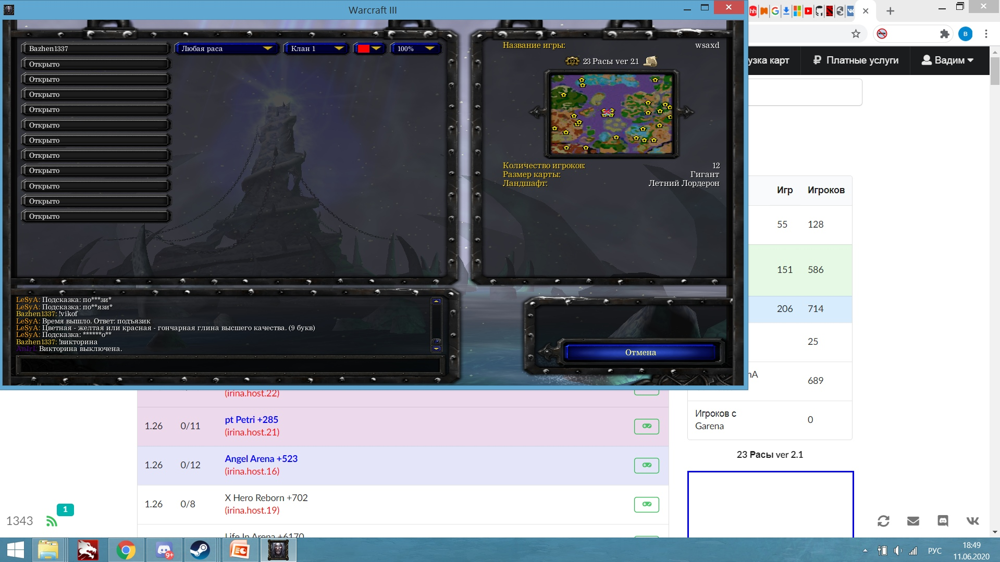 Warcraft III
Bazhen1337
Любая раса
Клан 1
100%
Открыто
Открыто
Открыто
Открыто
Открыто
Открыто
Открыто
Открыто
Открыто
Открыто
Открыто
Название игры:
wsaxd
12
23 Расы ver 2.1
Количество игроков:
12
Размер карты:
Гигант
Ландшафт:
Летний Лордерон
LeSyA: Подсказка: по***зи*
LeSyA: Подсказка: по**язи*
Bazhen1337: !vikof
LeSyA: Время вышло. Ответ: подъязик
LeSyA: Цветная - желтая или красная - гончарная глина высшего качества. (9 букв)
LeSyA: Подсказка: ******о**
Bazhen1337: !викторина
Викторина выключена.
Отмена
hh
B
узка карт
Платные услуги
Вадим
Игр Игроков
55 128
151 586
206 714
25
nA
689
Игроков с
Garena
0
23 Расы ver 2.1
(irina.host.22)
1.26 0/11 pt Petri +285
(irina.host.21)
1.26 0/12 Angel Arena +523
(irina.host.16)
1.26 0/8 X Hero Reborn +702
(irina.host.19)
Life In Arena +6170
1343
1
9+
РУС
18:49
11.06.2020